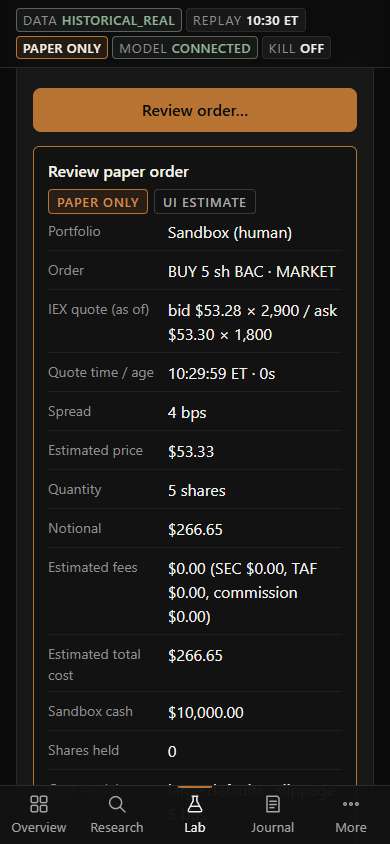 DATA HISTORICAL_REAL REPLAY 10:30 ET
PAPER ONLY MODEL CONNECTED KILL OFF
Review order...
Review paper order
PAPER ONLY UI ESTIMATE
Portfolio Sandbox (human)
Order BUY 5 sh BAC · MARKET
IEX quote (as of) bid $53.28 × 2,900 / ask
$53.30 × 1,800
Quote time / age 10:29:59 ET · 0s
Spread 4 bps
Estimated price $53.33
Quantity 5 shares
Notional $266.65
Estimated fees $0.00 (SEC $0.00, TAF
$0.00, commission
$0.00)
Estimated total $266.65
cost
Sandbox cash $10,000.00
Shares held 0
Overview Research Lab Journal More